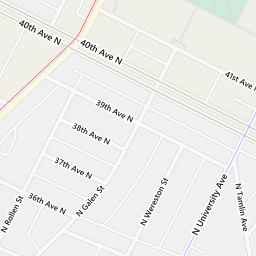 40th Ave N
40th Ave N
41st Ave N
39th Ave N
38th Ave N
37th Ave N
36th Ave N
N Rollen St
N Galen St
N Wereston St
N University Ave
N Tamlin Ave